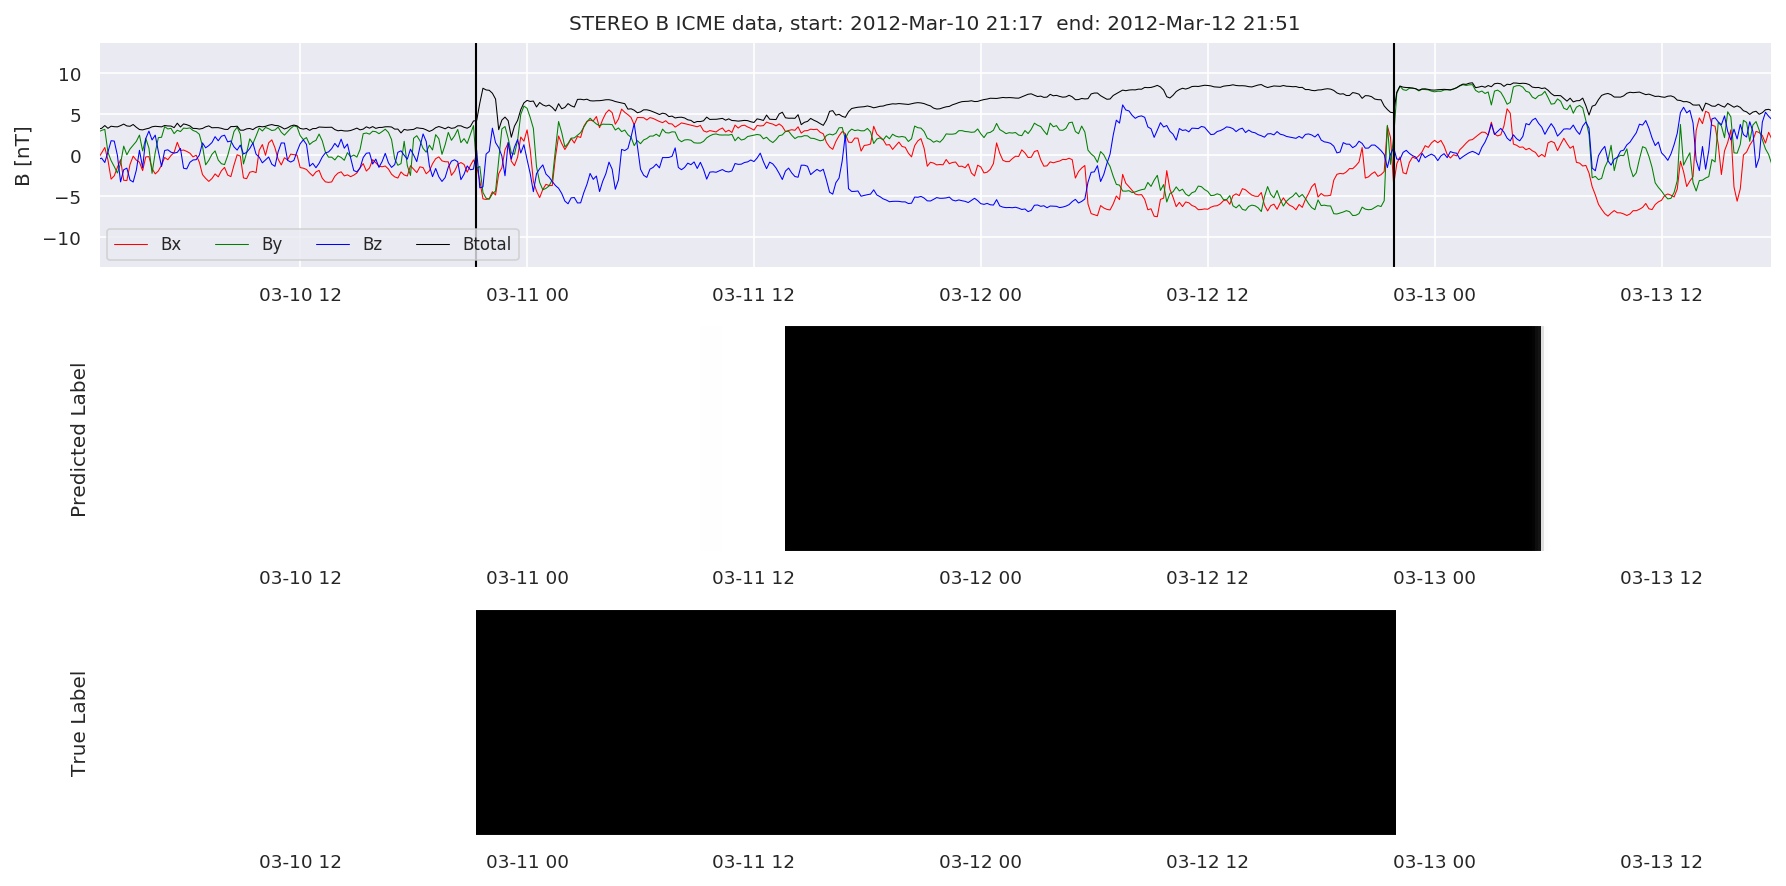 STEREO B ICME data, start: 2012-Mar-10 21:17  end: 2012-Mar-12 21:51
B [nT]
10
5
0
−5
−10
Bx By Bz Btotal
03-10 12 03-11 00 03-11 12 03-12 00 03-12 12 03-13 00 03-13 12
Predicted Label
03-10 12 03-11 00 03-11 12 03-12 00 03-12 12 03-13 00 03-13 12
True Label
03-10 12 03-11 00 03-11 12 03-12 00 03-12 12 03-13 00 03-13 12